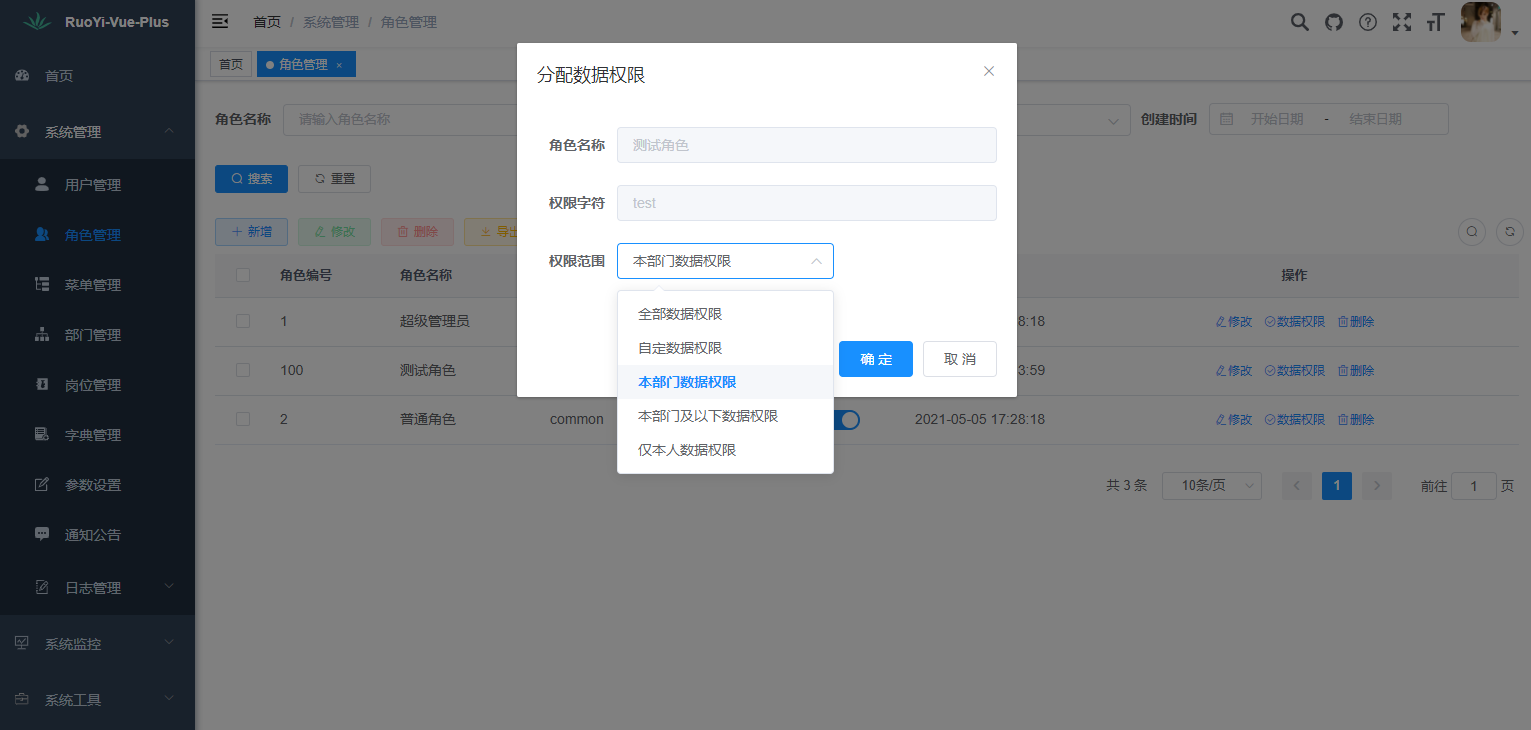 RuoYi-Vue-Plus
首页 / 系统管理 / 角色管理
首页
角色管理 ×
首页
系统管理
用户管理
角色管理
菜单管理
部门管理
岗位管理
字典管理
参数设置
通知公告
日志管理
系统监控
系统工具
角色名称 请输入角色名称
创建时间 开始日期 - 结束日期
搜索 重置
新增 修改 删除 导出
角色编号 角色名称 操作
1 超级管理员 8:18 修改 数据权限 删除
100 测试角色 3:59 修改 数据权限 删除
2 普通角色 common 2021-05-05 17:28:18 修改 数据权限 删除
共 3 条 10条/页 1 前往 1 页
分配数据权限
角色名称 测试角色
权限字符 test
权限范围 本部门数据权限
全部数据权限
自定数据权限
本部门数据权限
本部门及以下数据权限
仅本人数据权限
确 定 取 消